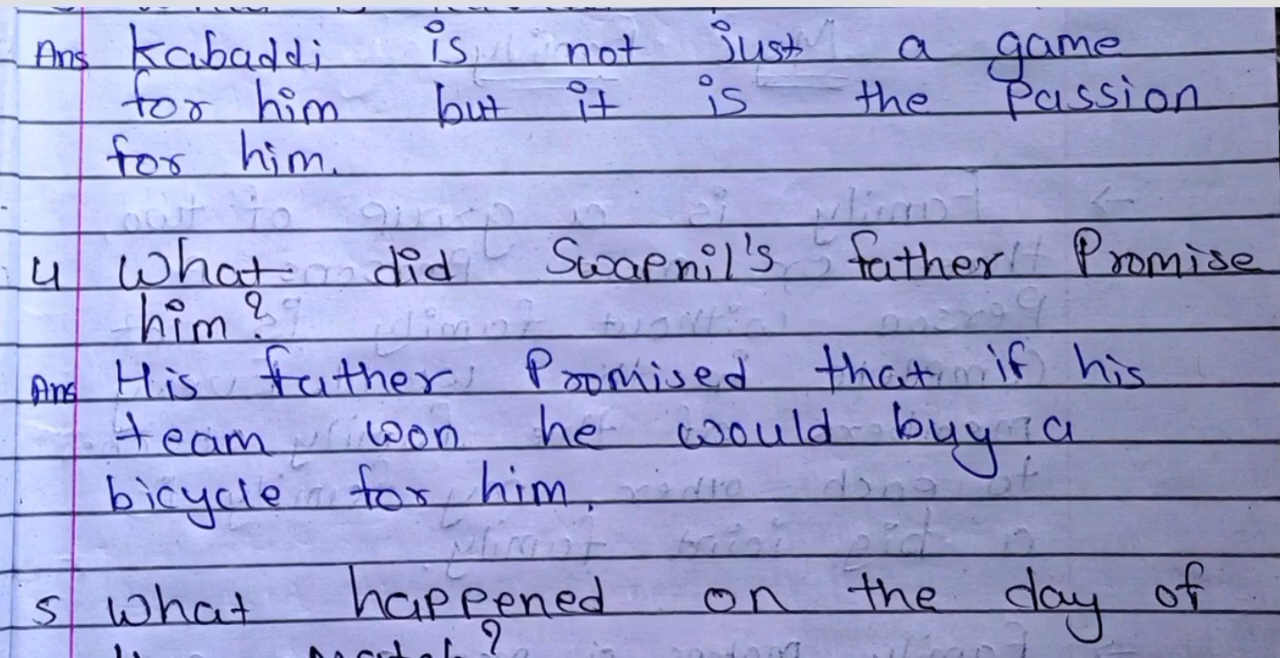 Ans Kabaddi is not just a game
for him but it is the Passion
for him.
4 What did Swapnil's father Promise
him?
Ans His father Promised that if his
team won he would buy a
bicycle for him.
5 What happened on the day of
match?